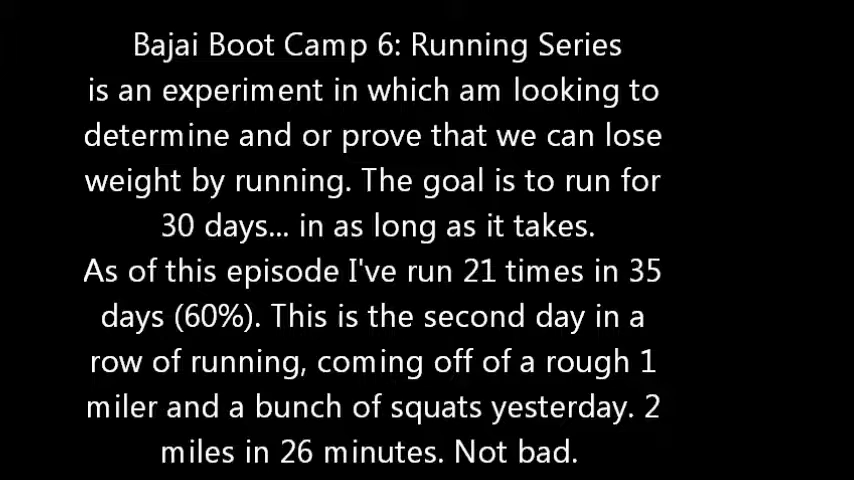 Bajai Boot Camp 6: Running Series
is an experiment in which am looking to
determine and or prove that we can lose
weight by running. The goal is to run for
30 days... in as long as it takes.
As of this episode I've run 21 times in 35
days (60%). This is the second day in a
row of running, coming off of a rough 1
miler and a bunch of squats yesterday. 2
miles in 26 minutes. Not bad.